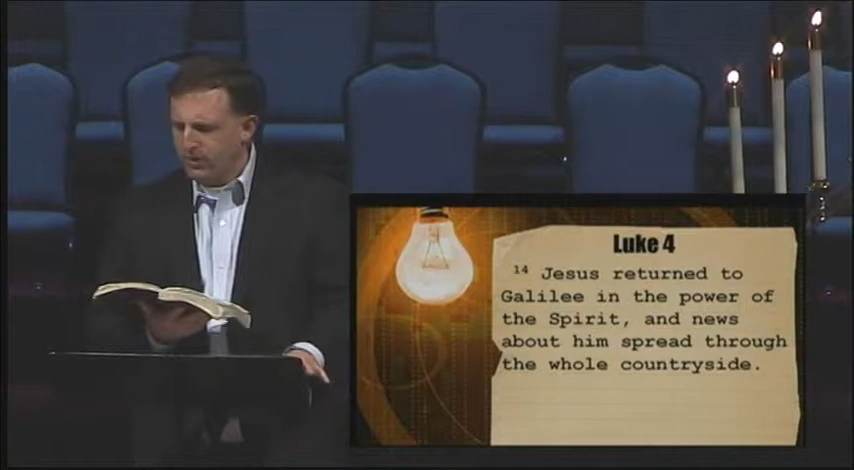 Luke 4
14 Jesus returned to
Galilee in the power of
the Spirit, and news
about him spread through
the whole countryside.